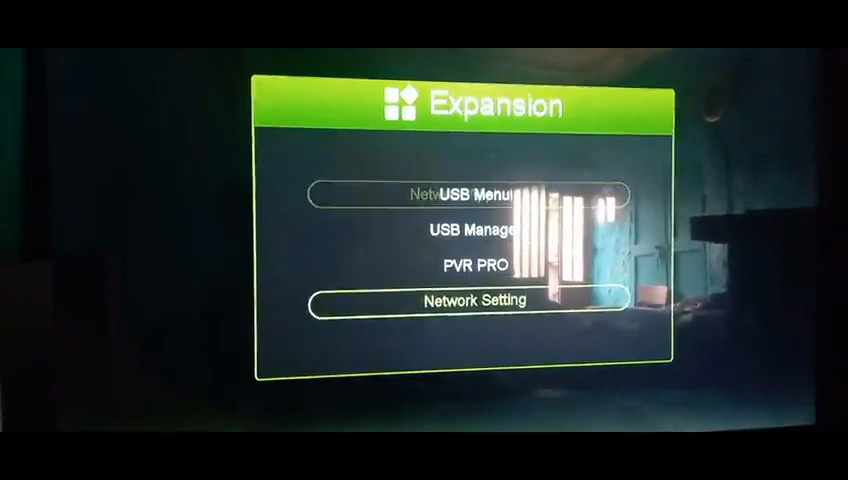 Expansion
USB Menu
USB Manage
PVR PRO
Network Setting